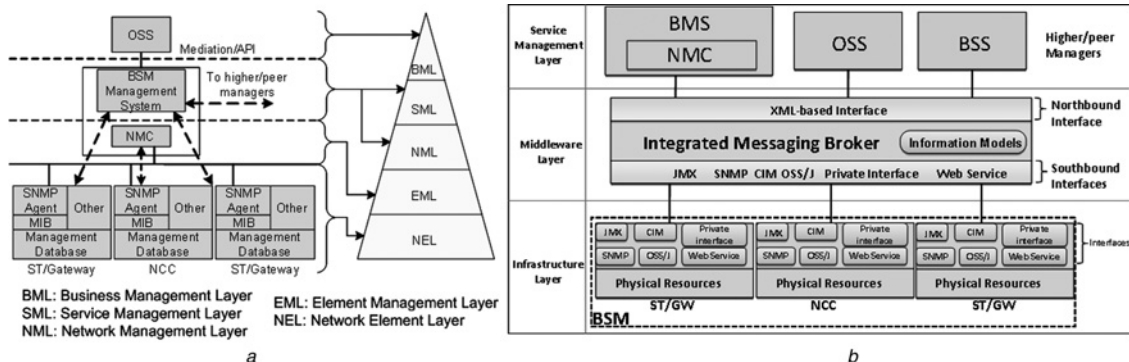 OSS
Mediation/API
BSM
Management
System
To higher/peer
managers
NMC
SNMP
Agent
Other
MIB
Management
Database
ST/Gateway
SNMP
Agent
Other
MIB
Management
Database
NCC
SNMP
Agent
Other
MIB
Management
Database
ST/Gateway
BML
SML
NML
EML
NEL
BML: Business Management Layer
SML: Service Management Layer
NML: Network Management Layer
EML: Element Management Layer
NEL: Network Element Layer
a
Service
Management
Layer
BMS
NMC
OSS
BSS
Higher/peer
Managers
Middleware
Layer
XML-based Interface
Integrated Messaging Broker
Information Models
JMX SNMP CIM OSS/J Private Interface Web Service
Northbound
Interface
Southbound
Interfaces
Infrastructure
Layer
JMX CIM Private
interface
SNMP OSS/J Web Service
Physical Resources
ST/GW
JMX CIM Private
interface
SNMP OSS/J Web Service
Physical Resources
NCC
JMX CIM Private
interface
SNMP OSS/J Web Service
Physical Resources
ST/GW
Interfaces
BSM
b